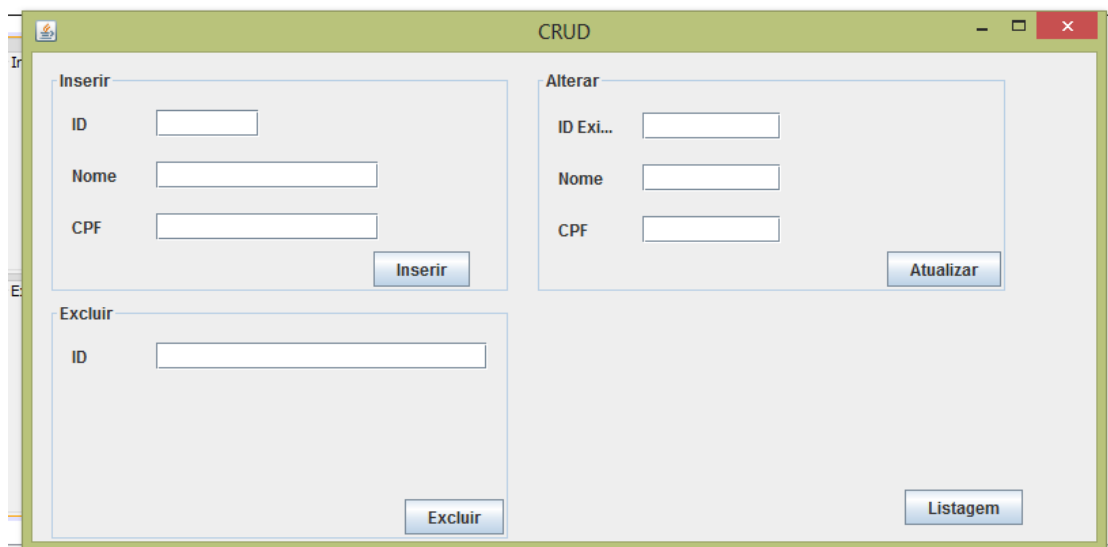 CRUD
Inserir
ID
Nome
CPF
Inserir
Alterar
ID Exi...
Nome
CPF
Atualizar
Excluir
ID
Excluir
Listagem